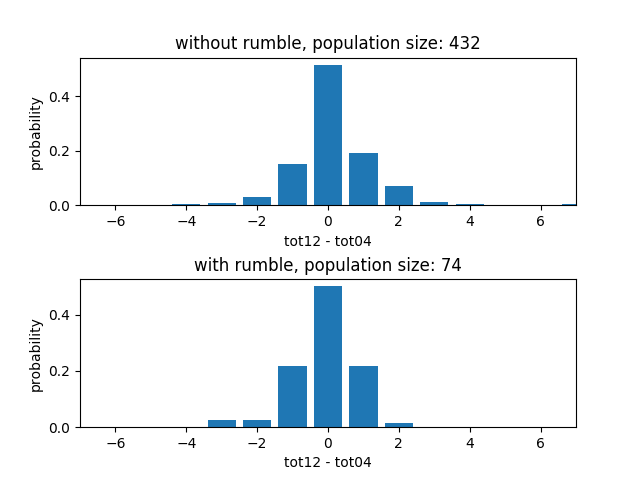 without rumble, population size: 432
probability
0.4
0.2
0.0
−6 −4 −2 0 2 4 6
tot12 - tot04
with rumble, population size: 74
probability
0.4
0.2
0.0
−6 −4 −2 0 2 4 6
tot12 - tot04